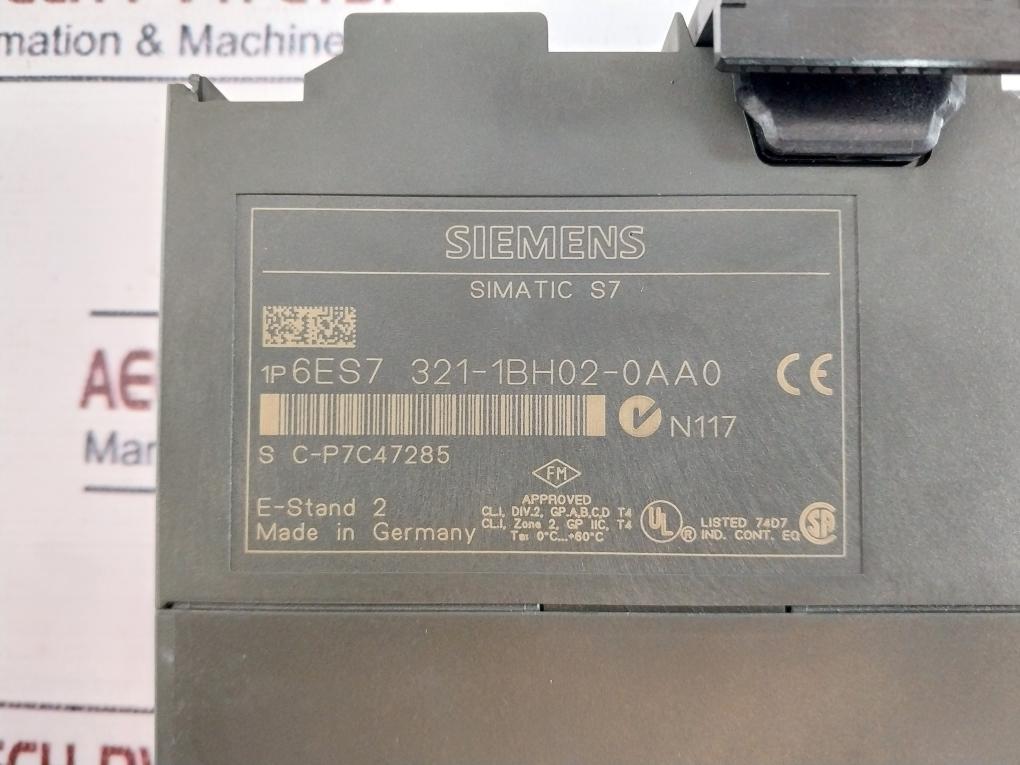 mation & Machine
SIEMENS
SIMATIC S7
1P 6ES7 321-1BH02-0AA0
CE
N117
S C-P7C47285
FM
APPROVED
CL.I, DIV.2, GP.A,B,C,D T4
CL.I, Zone 2, GP IIC, T4
Ta: 0°C...+60°C
E-Stand 2
Made in Germany
UL ®
LISTED 74D7
IND. CONT. EQ
SA
AE
Mar